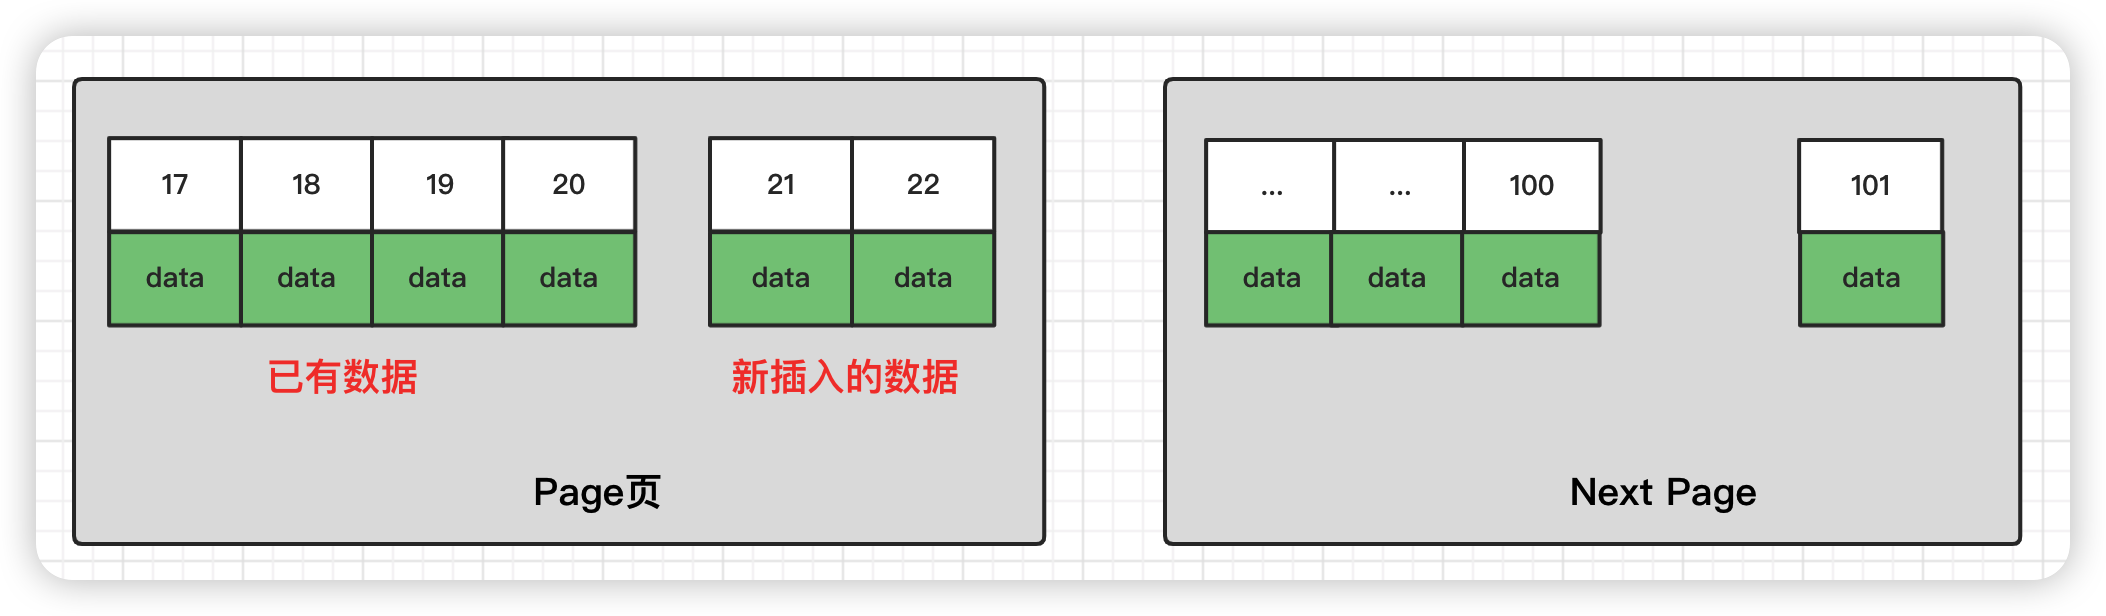 17 18 19 20 21 22
data data data data data data
已有数据 新插入的数据
Page页
... ... 100 101
data data data data
Next Page